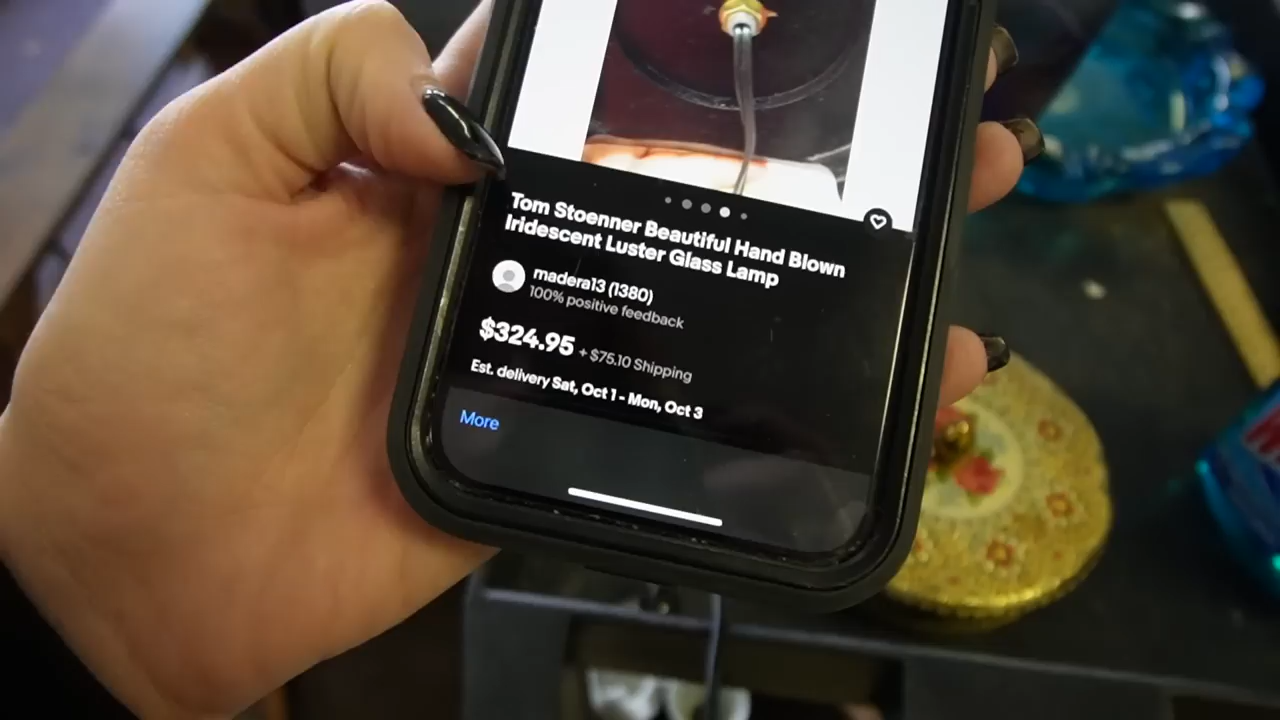 Tom Stoenner Beautiful Hand Blown
Iridescent Luster Glass Lamp
madera13 (1380)
100% positive feedback
$324.95 + $75.10 Shipping
Est. delivery Sat, Oct 1 - Mon, Oct 3
More